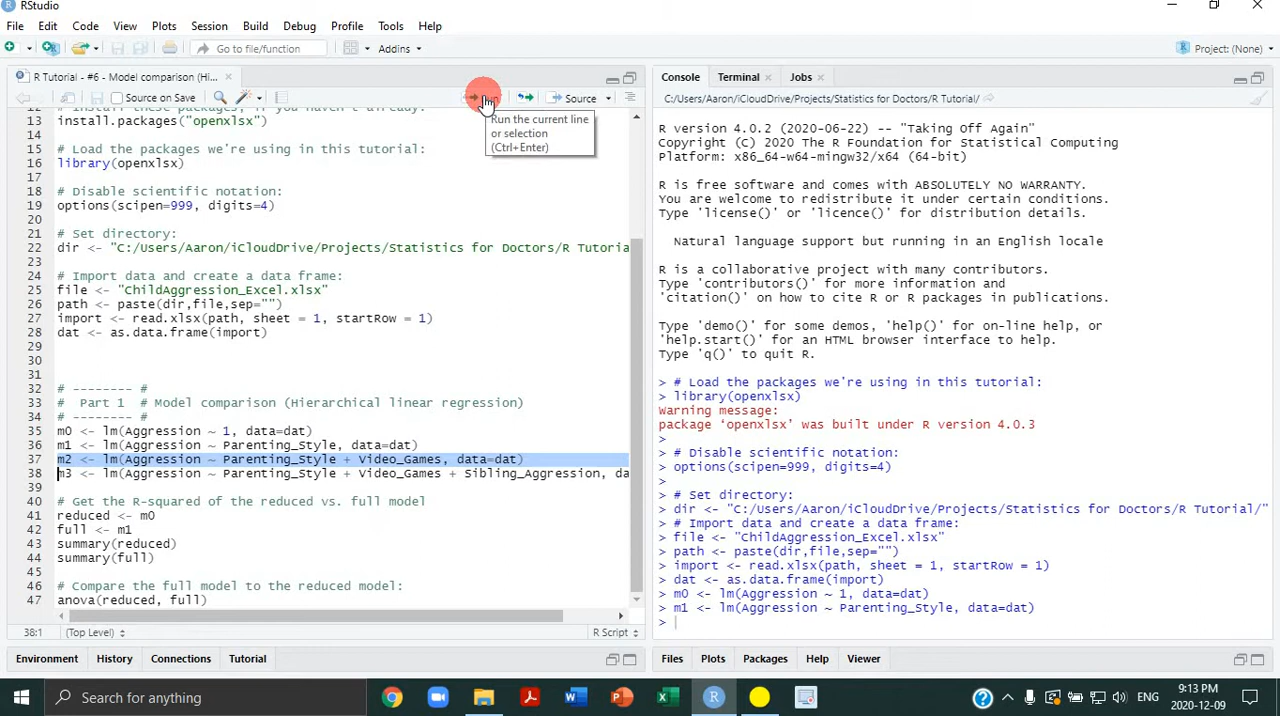 RStudio
File Edit Code View Plots Session Build Debug Profile Tools Help
Go to file/function Addins Project: (None)
R Tutorial - #6 - Model comparison (Hi...
Source on Save Run Source
Run the current line
or selection
(Ctrl+Enter)
12 # Install these packages, if you haven't already:
13 install.packages("openxlsx")
14
15 # Load the packages we're using in this tutorial:
16 library(openxlsx)
17
18 # Disable scientific notation:
19 options(scipen=999, digits=4)
20
21 # Set directory:
22 dir <- "C:/Users/Aaron/iCloudDrive/Projects/Statistics for Doctors/R Tutoria
23
24 # Import data and create a data frame:
25 file <- "ChildAggression_Excel.xlsx"
26 path <- paste(dir,file,sep="")
27 import <- read.xlsx(path, sheet = 1, startRow = 1)
28 dat <- as.data.frame(import)
29
30
31
32 # -------- #
33 #  Part 1  # Model comparison (Hierarchical linear regression)
34 # -------- #
35 m0 <- lm(Aggression ~ 1, data=dat)
36 m1 <- lm(Aggression ~ Parenting_Style, data=dat)
37 m2 <- lm(Aggression ~ Parenting_Style + Video_Games, data=dat)
38 m3 <- lm(Aggression ~ Parenting_Style + Video_Games + Sibling_Aggression, da
39
40 # Get the R-squared of the reduced vs. full model
41 reduced <- m0
42 full <- m1
43 summary(reduced)
44 summary(full)
45
46 # Compare the full model to the reduced model:
47 anova(reduced, full)
38:1 (Top Level) R Script
Environment History Connections Tutorial
Console Terminal Jobs
C:/Users/Aaron/iCloudDrive/Projects/Statistics for Doctors/R Tutorial/
R version 4.0.2 (2020-06-22) -- "Taking Off Again"
Copyright (C) 2020 The R Foundation for Statistical Computing
Platform: x86_64-w64-mingw32/x64 (64-bit)
R is free software and comes with ABSOLUTELY NO WARRANTY.
You are welcome to redistribute it under certain conditions.
Type 'license()' or 'licence()' for distribution details.
Natural language support but running in an English locale
R is a collaborative project with many contributors.
Type 'contributors()' for more information and
'citation()' on how to cite R or R packages in publications.
Type 'demo()' for some demos, 'help()' for on-line help, or
'help.start()' for an HTML browser interface to help.
Type 'q()' to quit R.
> # Load the packages we're using in this tutorial:
> library(openxlsx)
Warning message:
package ‘openxlsx’ was built under R version 4.0.3
>
> # Disable scientific notation:
> options(scipen=999, digits=4)
>
> # Set directory:
> dir <- "C:/Users/Aaron/iCloudDrive/Projects/Statistics for Doctors/R Tutorial/"
> # Import data and create a data frame:
> file <- "ChildAggression_Excel.xlsx"
> path <- paste(dir,file,sep="")
> import <- read.xlsx(path, sheet = 1, startRow = 1)
> dat <- as.data.frame(import)
> m0 <- lm(Aggression ~ 1, data=dat)
> m1 <- lm(Aggression ~ Parenting_Style, data=dat)
>
Files Plots Packages Help Viewer
Search for anything
ENG
9:13 PM
2020-12-09